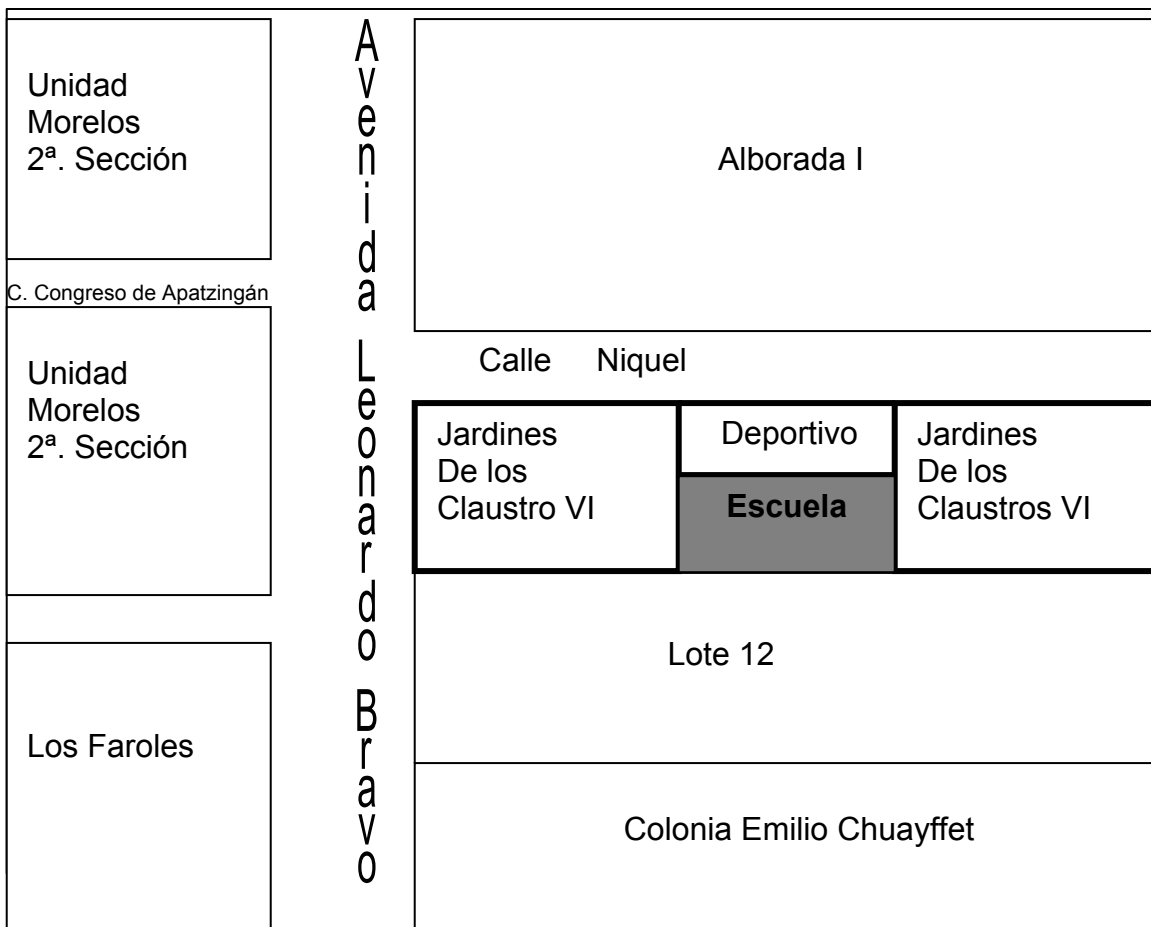 Unidad
Morelos
2ª. Sección
C. Congreso de Apatzingán
Unidad
Morelos
2ª. Sección
Los Faroles
Avenida Leonardo Bravo
Alborada I
Calle Niquel
Jardines
De los
Claustro VI
Deportivo
Escuela
Jardines
De los
Claustros VI
Lote 12
Colonia Emilio Chuayffet